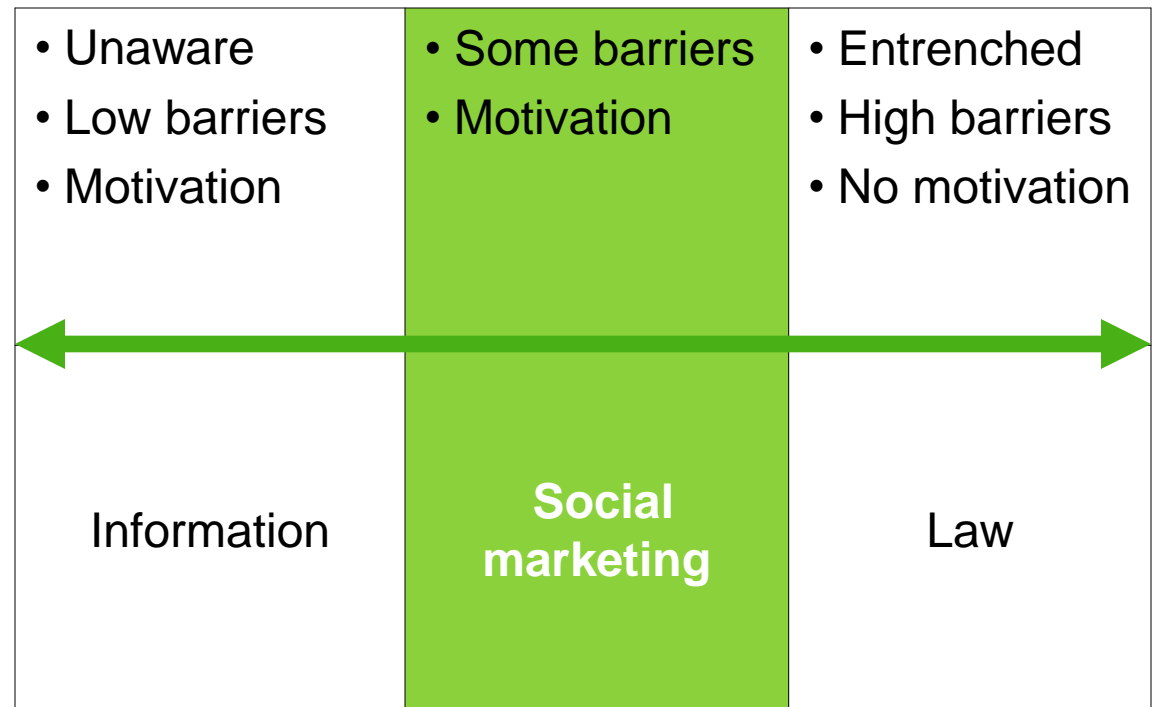 • Unaware
• Low barriers
• Motivation
• Some barriers
• Motivation
• Entrenched
• High barriers
• No motivation
Information
Social
marketing
Law